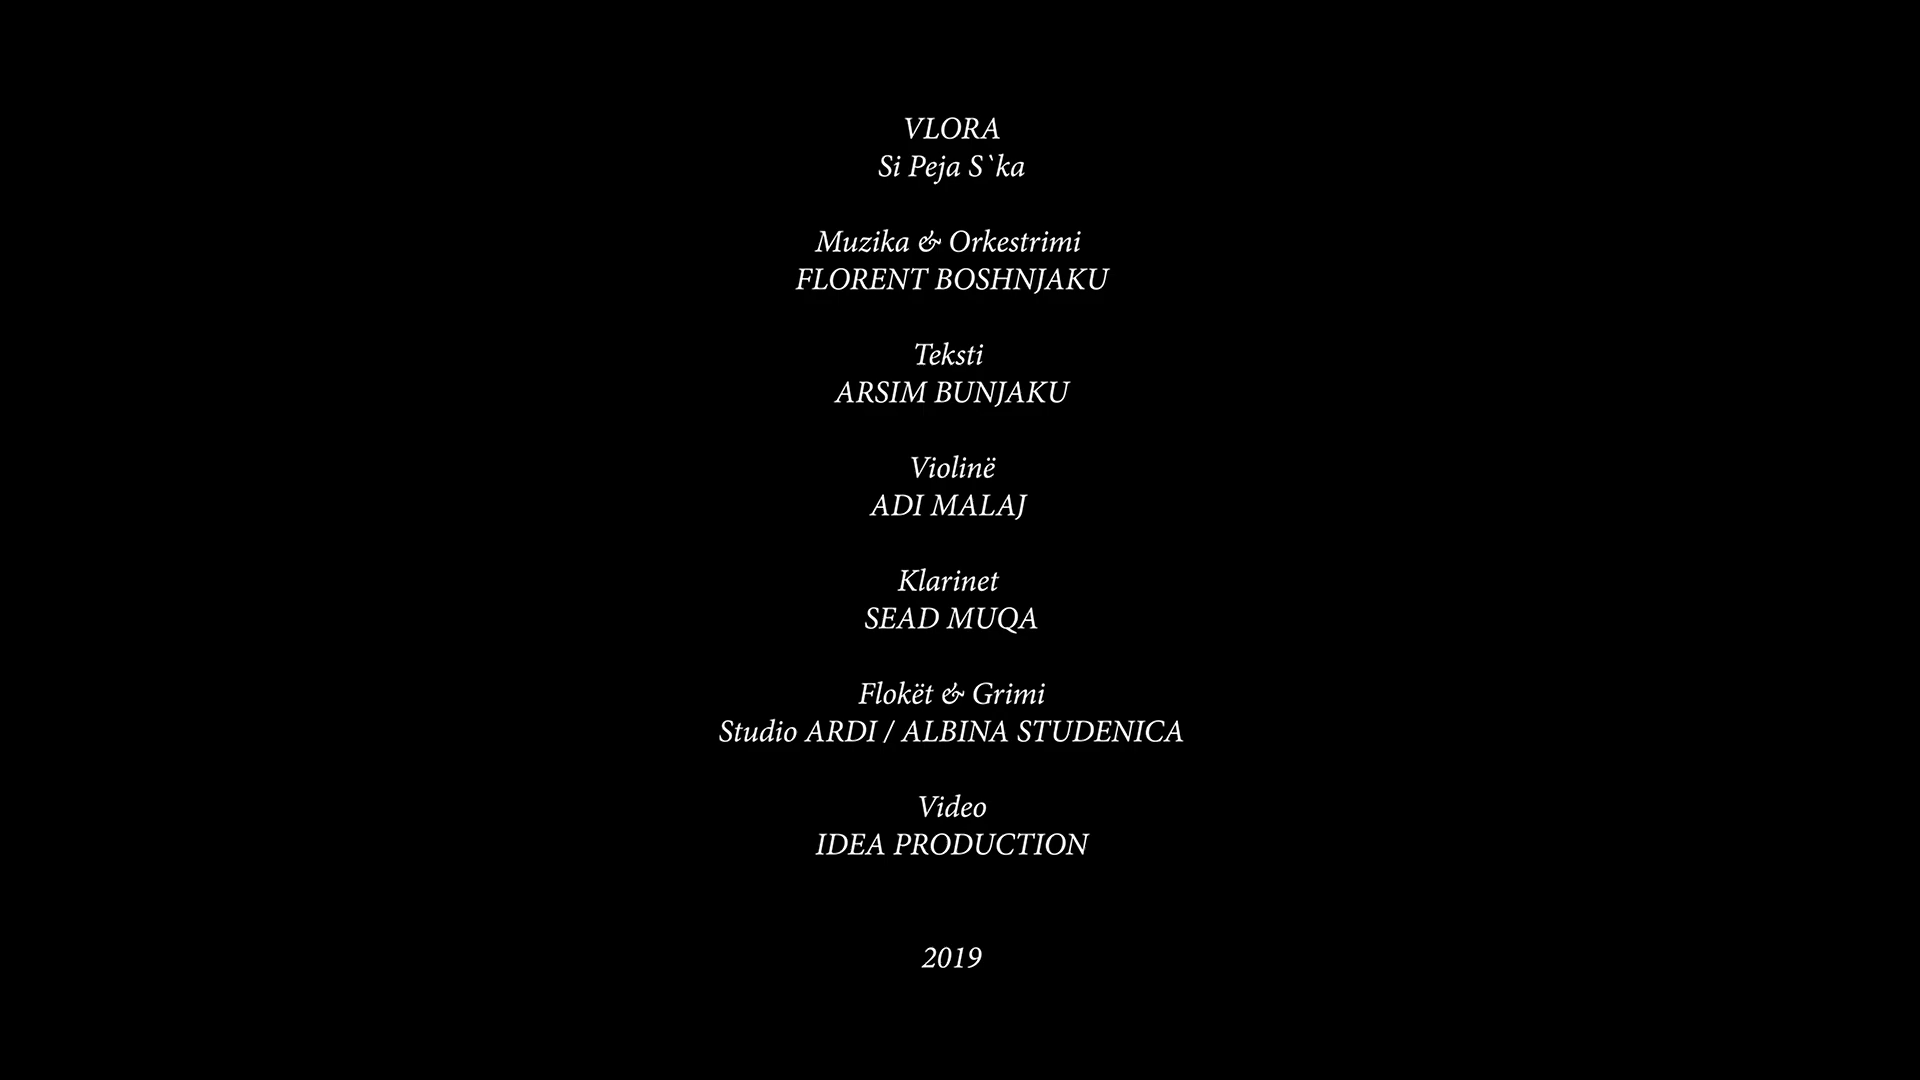 VLORA
Si Peja S`ka
Muzika & Orkestrimi
FLORENT BOSHNJAKU
Teksti
ARSIM BUNJAKU
Violinë
ADI MALAJ
Klarinet
SEAD MUQA
Flokët & Grimi
Studio ARDI / ALBINA STUDENICA
Video
IDEA PRODUCTION
2019